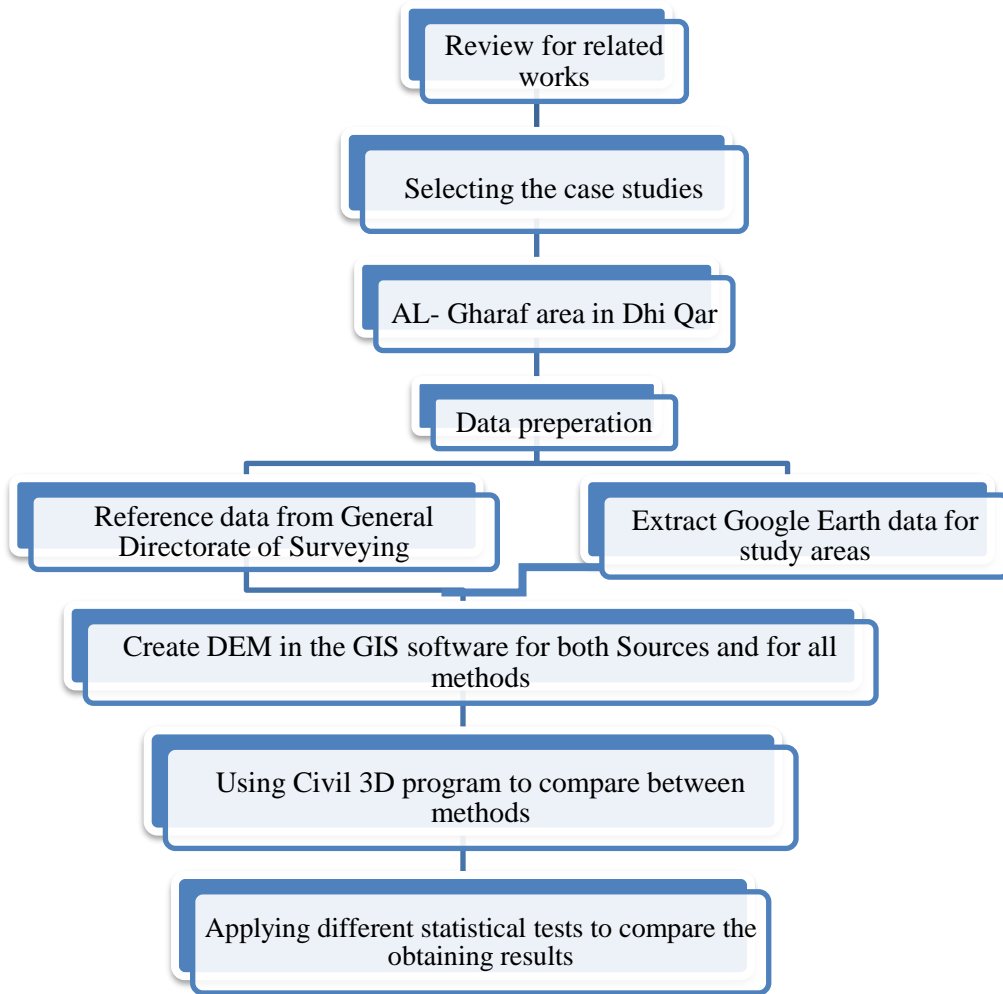 Review for related
works
Selecting the case studies
AL- Gharaf area in Dhi Qar
Data preperation
Reference data from General
Directorate of Surveying
Extract Google Earth data for
study areas
Create DEM in the GIS software for both Sources and for all
methods
Using Civil 3D program to compare between
methods
Applying different statistical tests to compare the
obtaining results